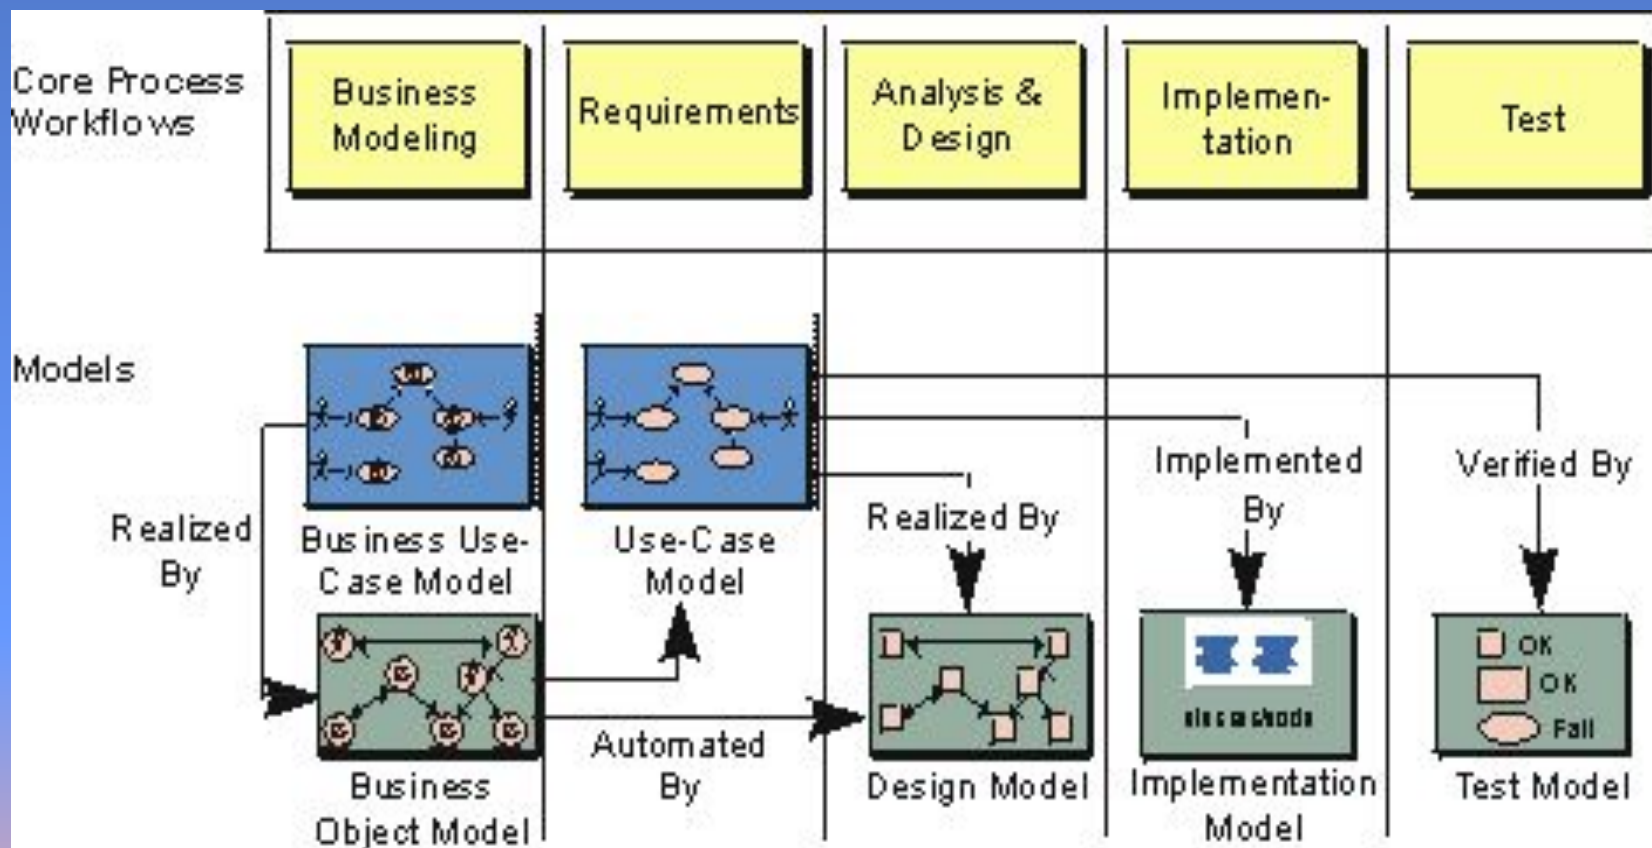 Core Process
Workflows
Business
Modeling
Requirements
Analysis &
Design
Implemen-
tation
Test
Models
Realized
By
Business Use-
Case Model
Use-Case
Model
Realized By
Implemented
By
Verified By
Automated
By
Business
Object Model
Design Model
Implementation
Model
OK
OK
Fail
Test Model